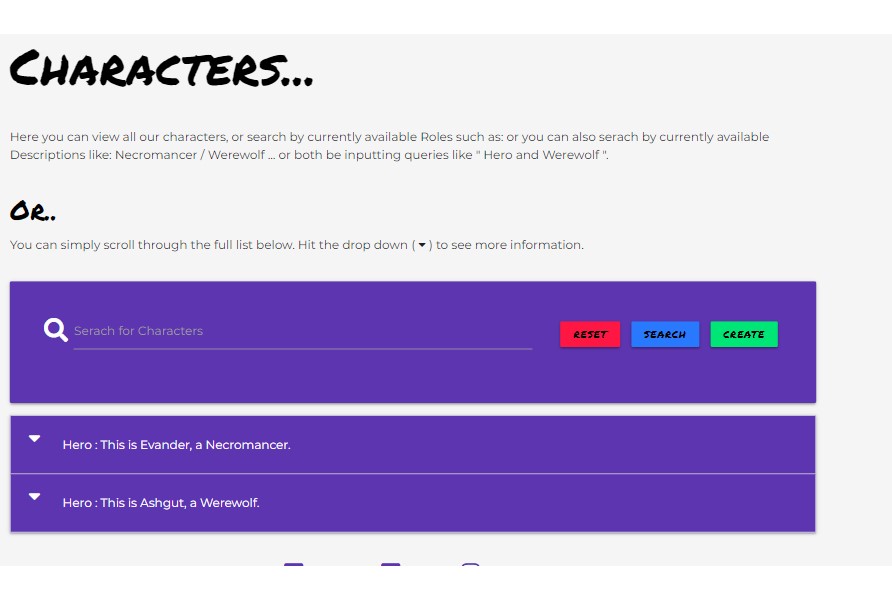 Characters...
Here you can view all our characters, or search by currently available Roles such as: or you can also serach by currently available
Descriptions like: Necromancer / Werewolf ... or both be inputting queries like " Hero and Werewolf ".
Or..
You can simply scroll through the full list below. Hit the drop down ( ) to see more information.
Serach for Characters
RESET SEARCH CREATE
Hero : This is Evander, a Necromancer.
Hero : This is Ashgut, a Werewolf.